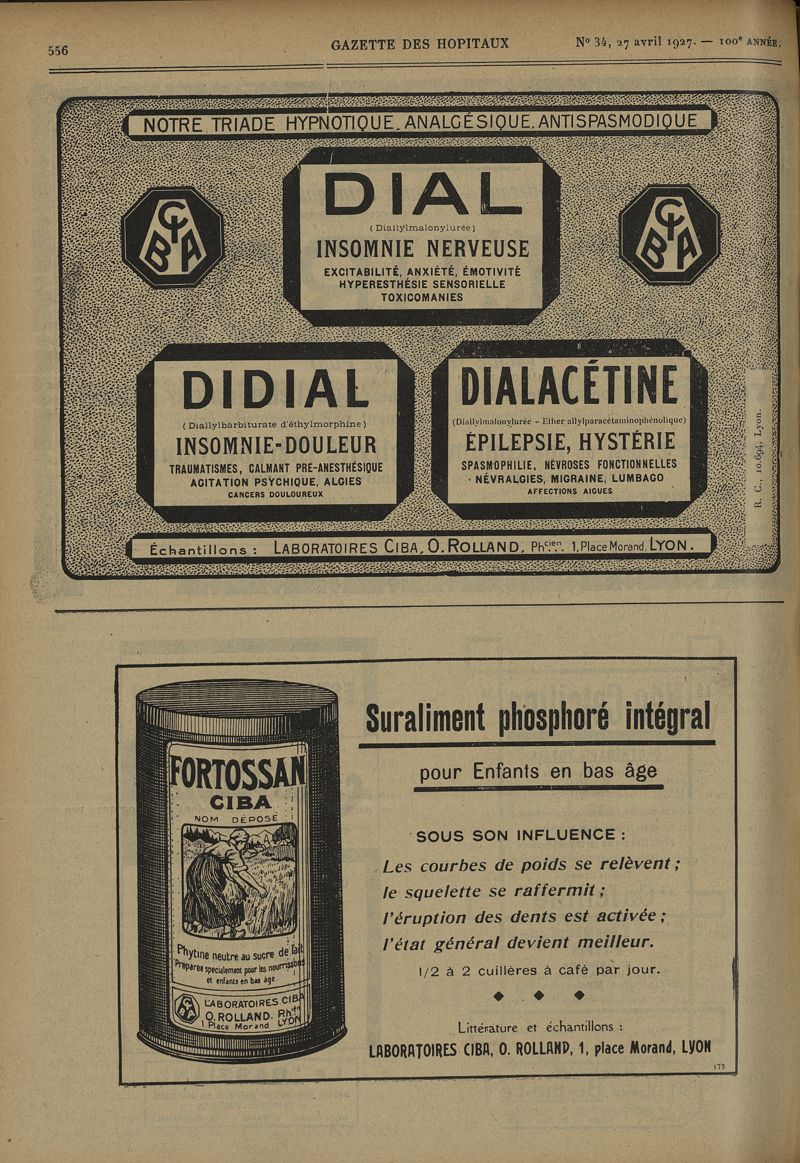 556
GAZETTE DES HOPITAUX
Nº 34, 27 avril 1927. — 100e ANNÉE.
NOTRE TRIADE HYPNOTIQUE. ANALGÉSIQUE. ANTISPASMODIQUE
CIBA
DIAL
(Diallylmalonylurée)
INSOMNIE NERVEUSE
EXCITABILITÉ, ANXIÉTÉ, ÉMOTIVITÉ
HYPERESTHÉSIE SENSORIELLE
TOXICOMANIES
CIBA
DIDIAL
(Diallylbarbiturate d'éthylmorphine)
INSOMNIE-DOULEUR
TRAUMATISMES, CALMANT PRÉ-ANESTHÉSIQUE
AGITATION PSYCHIQUE, ALGIES
CANCERS DOULOUREUX
DIALACÉTINE
(Diallylmalonylurée - Ether allylparacétaminophénolique)
ÉPILEPSIE, HYSTÉRIE
SPASMOPHILIE, NÉVROSES FONCTIONNELLES
NÉVRALGIES, MIGRAINE, LUMBAGO
AFFECTIONS AIGUES
R. C., 10.694, Lyon.
Échantillons : LABORATOIRES CIBA, O. ROLLAND, Phcien. 1, Place Morand, LYON.
FORTOSSAN
CIBA
NOM DÉPOSÉ
Phytine neutre au sucre de lait
Préparée spécialement pour les nourrissons
et enfants en bas âge.
CIBA
LABORATOIRES CIBA
O. ROLLAND. Phien
1 Place Morand LYON
Suraliment phosphoré intégral
pour Enfants en bas âge
SOUS SON INFLUENCE :
Les courbes de poids se relèvent ;
le squelette se raffermit ;
l'éruption des dents est activée ;
l'état général devient meilleur.
1/2 à 2 cuillères à café par jour.
Littérature et échantillons :
LABORATOIRES CIBA, O. ROLLAND, 1, place Morand, LYON
173